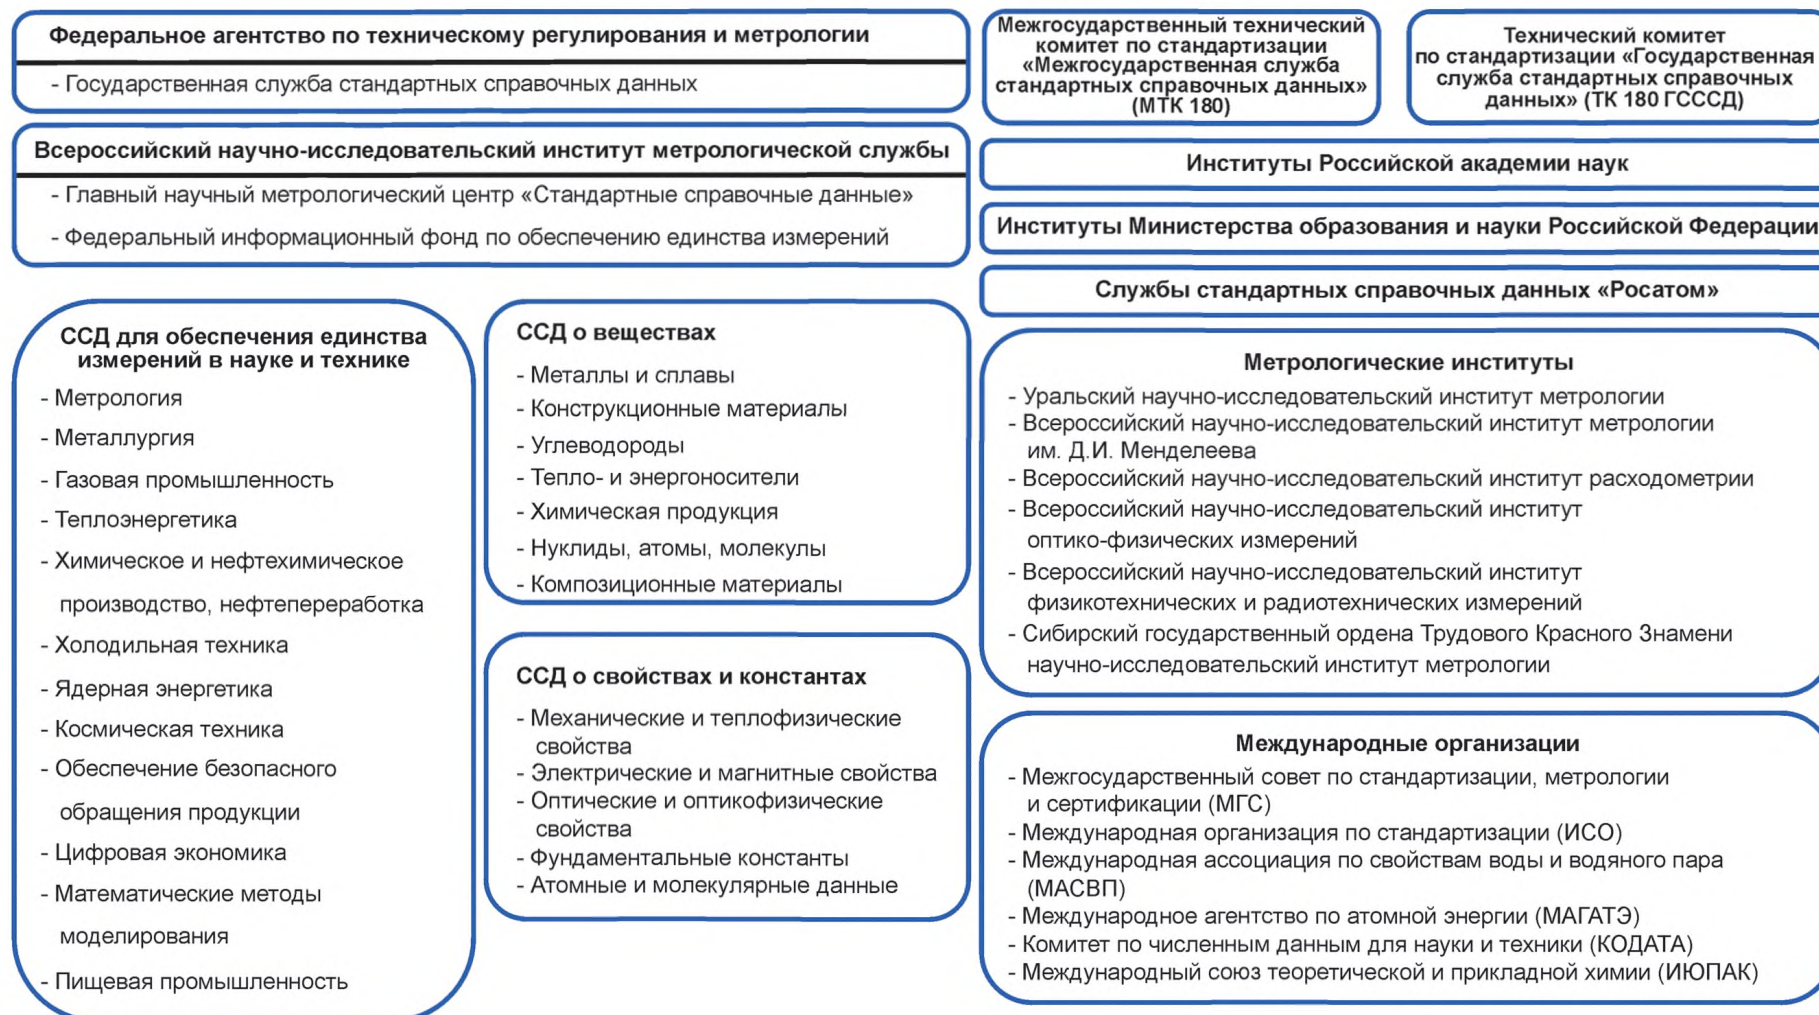 Федеральное агентство по техническому регулирования и метрологии
- Государственная служба стандартных справочных данных
Межгосударственный технический
комитет по стандартизации
«Межгосударственная служба
стандартных справочных данных»
(МТК 180)
Технический комитет
по стандартизации «Государственная
служба стандартных справочных
данных» (ТК 180 ГСССД)
Всероссийский научно-исследовательский институт метрологической службы
- Главный научный метрологический центр «Стандартные справочные данные»
- Федеральный информационный фонд по обеспечению единства измерений
Институты Российской академии наук
Институты Министерства образования и науки Российской Федерации
Службы стандартных справочных данных «Росатом»
ССД для обеспечения единства
измерений в науке и технике
- Метрология
- Металлургия
- Газовая промышленность
- Теплоэнергетика
- Химическое и нефтехимическое
производство, нефтепереработка
- Холодильная техника
- Ядерная энергетика
- Космическая техника
- Обеспечение безопасного
обращения продукции
- Цифровая экономика
- Математические методы
моделирования
- Пищевая промышленность
ССД о веществах
- Металлы и сплавы
- Конструкционные материалы
- Углеводороды
- Тепло- и энергоносители
- Химическая продукция
- Нуклиды, атомы, молекулы
- Композиционные материалы
ССД о свойствах и константах
- Механические и теплофизические
свойства
- Электрические и магнитные свойства
- Оптические и оптикофизические
свойства
- Фундаментальные константы
- Атомные и молекулярные данные
Метрологические институты
- Уральский научно-исследовательский институт метрологии
- Всероссийский научно-исследовательский институт метрологии
им. Д.И. Менделеева
- Всероссийский научно-исследовательский институт расходометрии
- Всероссийский научно-исследовательский институт
оптико-физических измерений
- Всероссийский научно-исследовательский институт
физикотехнических и радиотехнических измерений
- Сибирский государственный ордена Трудового Красного Знамени
научно-исследовательский институт метрологии
Международные организации
- Межгосударственный совет по стандартизации, метрологии
и сертификации (МГС)
- Международная организация по стандартизации (ИСО)
- Международная ассоциация по свойствам воды и водяного пара
(МАСВП)
- Международное агентство по атомной энергии (МАГАТЭ)
- Комитет по численным данным для науки и техники (КОДАТА)
- Международный союз теоретической и прикладной химии (ИЮПАК)